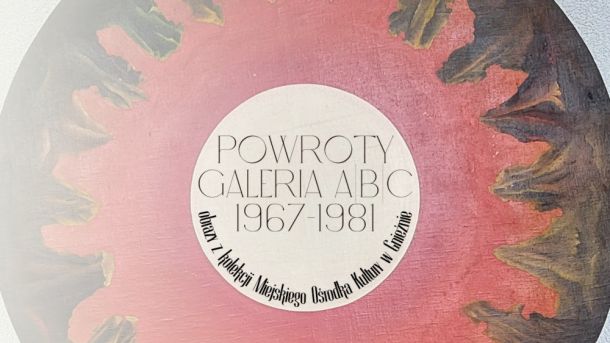 POWROTY
GALERIA A|B|C
1967-1981
obrazy z kolekcji Miejskiego Ośrodka Kultury w Gnieźnie